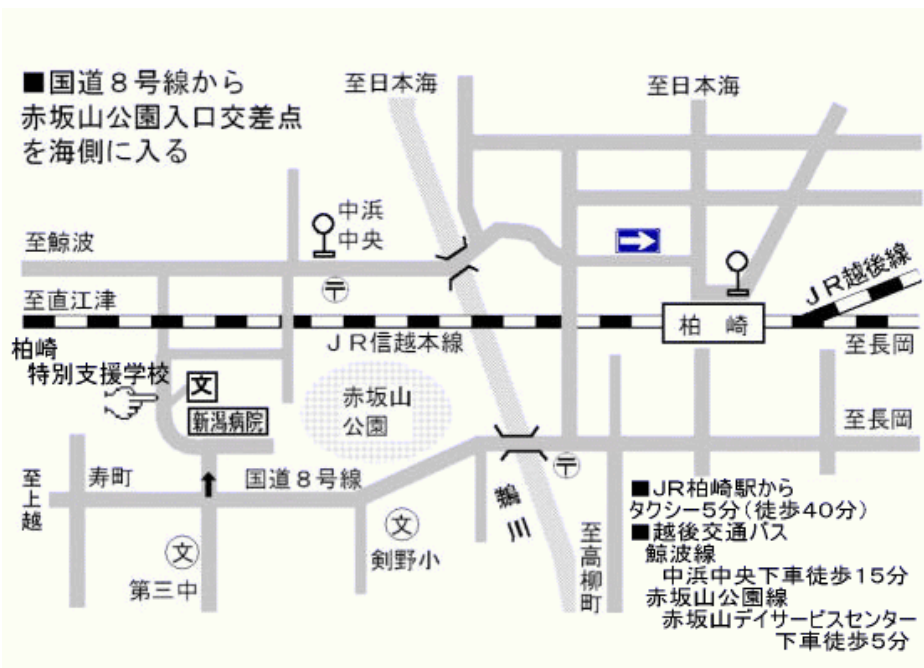 ■国道８号線から
赤坂山公園入口交差点
を海側に入る
至日本海
至日本海
中浜
中央
至鯨波
〒
至直江津
ＪＲ越後線
柏崎
ＪＲ信越本線
至長岡
柏崎
特別支援学校
文
新潟病院
赤坂山
公園
至長岡
寿町
国道８号線
〒
至上越
鵜川
文
第三中
文
剣野小
至高柳町
■ＪＲ柏崎駅から
タクシー5分（徒歩４０分）
■越後交通バス
鯨波線
中浜中央下車徒歩１５分
赤坂山公園線
赤坂山デイサービスセンター
下車徒歩５分